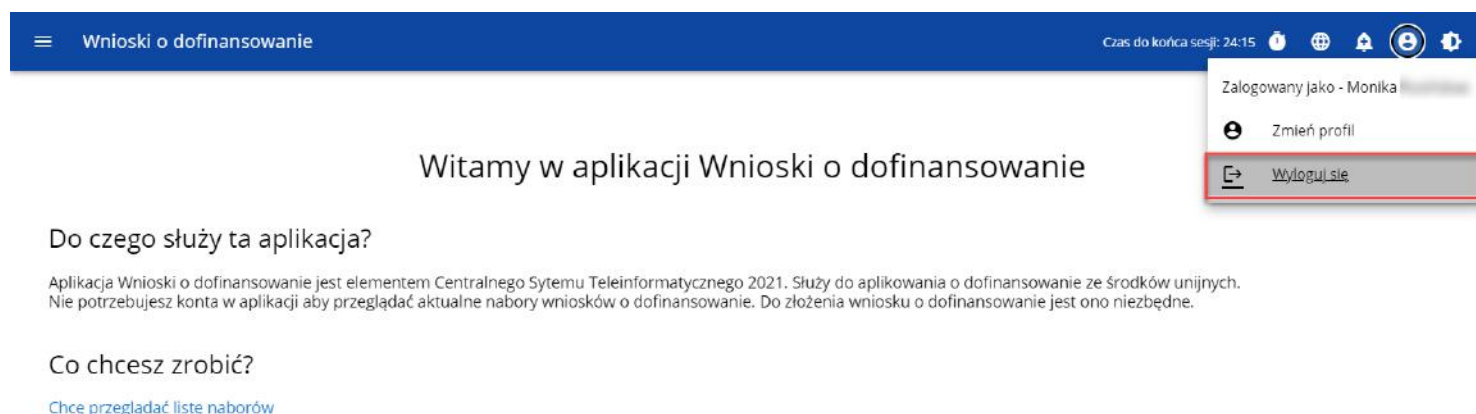 Wnioski o dofinansowanie
Czas do końca sesji: 24:15
Zalogowany jako - Monika
Zmień profil
Wyloguj się
Witamy w aplikacji Wnioski o dofinansowanie
Do czego służy ta aplikacja?
Aplikacja Wnioski o dofinansowanie jest elementem Centralnego Sytemu Teleinformatycznego 2021. Służy do aplikowania o dofinansowanie ze środków unijnych.
Nie potrzebujesz konta w aplikacji aby przeglądać aktualne nabory wniosków o dofinansowanie. Do złożenia wniosku o dofinansowanie jest ono niezbędne.
Co chcesz zrobić?
Chcę przeglądać listę naborów